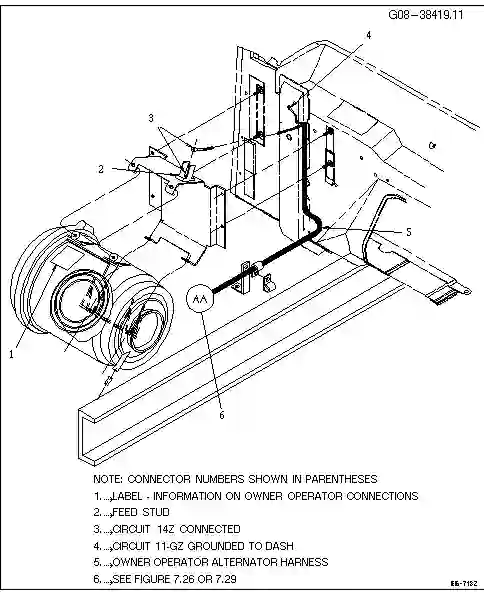 G08-38419.11
4
3
2
5
AA
1
6
NOTE: CONNECTOR NUMBERS SHOWN IN PARENTHESES
1...,LABEL - INFORMATION ON OWNER OPERATOR CONNECTIONS
2...,FEED STUD
3...,CIRCUIT 14Z CONNECTED
4...,CIRCUIT 11-GZ GROUNDED TO DASH
5...,OWNER OPERATOR ALTERNATOR HARNESS
6...,SEE FIGURE 7.26 OR 7.29